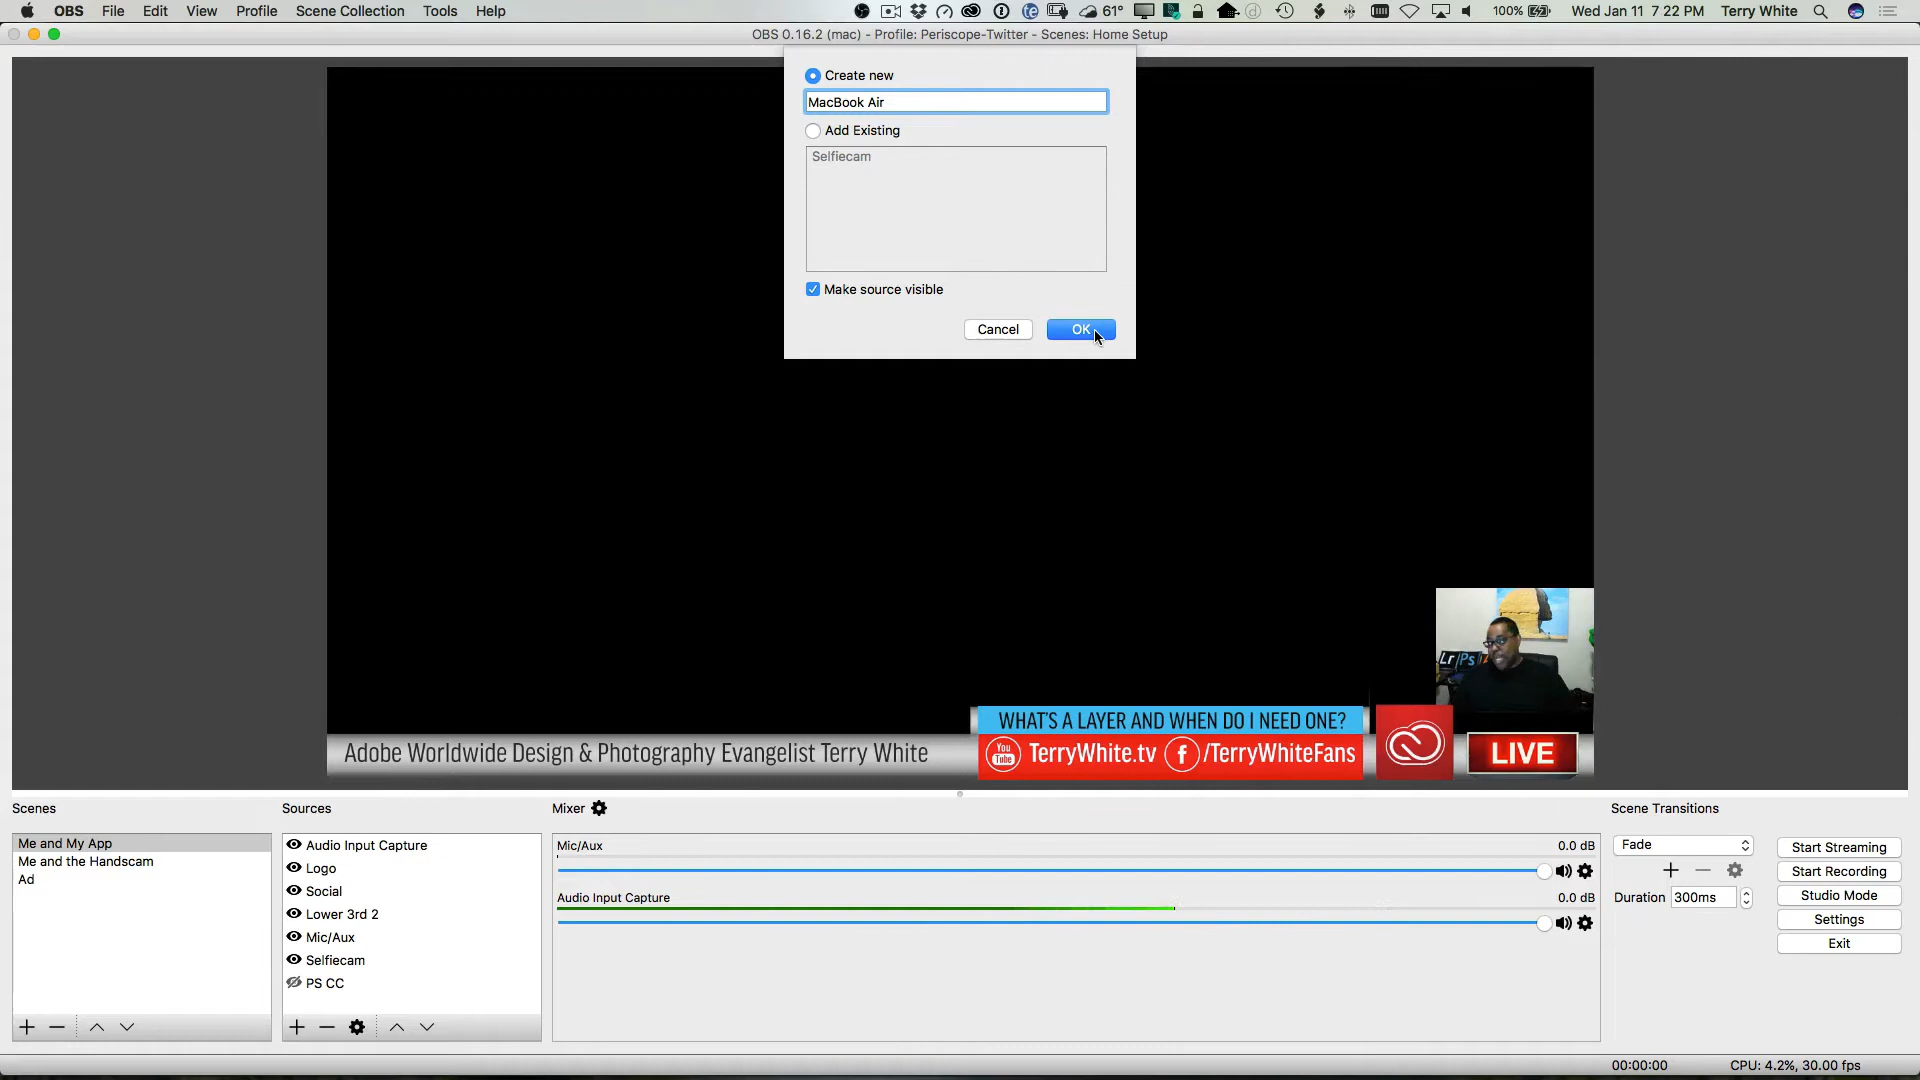 OBS File Edit View Profile Scene Collection Tools Help 61° 100% Wed Jan 11 7:22 PM Terry White
OBS 0.16.2 (mac) - Profile: Periscope-Twitter - Scenes: Home Setup
Create new
MacBook Air
Add Existing
Selfiecam
Make source visible
Cancel OK
Lr Ps
WHAT'S A LAYER AND WHEN DO I NEED ONE?
Adobe Worldwide Design & Photography Evangelist Terry White
You Tube TerryWhite.tv f /TerryWhiteFans
LIVE
Scenes
Me and My App
Me and the Handscam
Ad
Sources
Audio Input Capture
Logo
Social
Lower 3rd 2
Mic/Aux
Selfiecam
PS CC
Mixer
Mic/Aux 0.0 dB
Audio Input Capture 0.0 dB
Scene Transitions
Fade
Duration 300ms
Start Streaming
Start Recording
Studio Mode
Settings
Exit
00:00:00 CPU: 4.2%, 30.00 fps